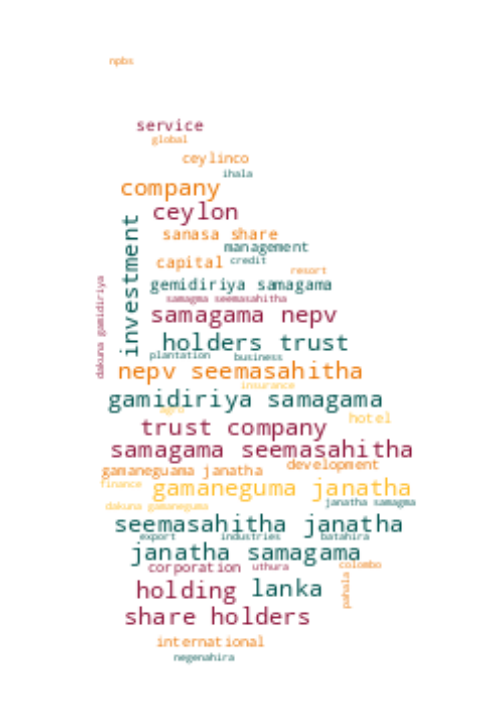 npbs
service
global
ceylinco
ihala
company
ceylon
investment
sanasa share
management
capital
credit
resort
gemidiriya samagama
dakuna gamidiriya
samagma seemasahitha
samagama nepv
holders trust
plantation
business
nepv seemasahitha
insurance
gamidiriya samagama
agro
hotel
trust company
samagama seemasahitha
gamaneguama janatha
development
finance
gamaneguma janatha
dakuna gamaneguma
janatha samagma
seemasahitha janatha
export
industries
batahira
janatha samagama
corporation
uthura
colombo
pahala
holding
lanka
share holders
international
negenahira